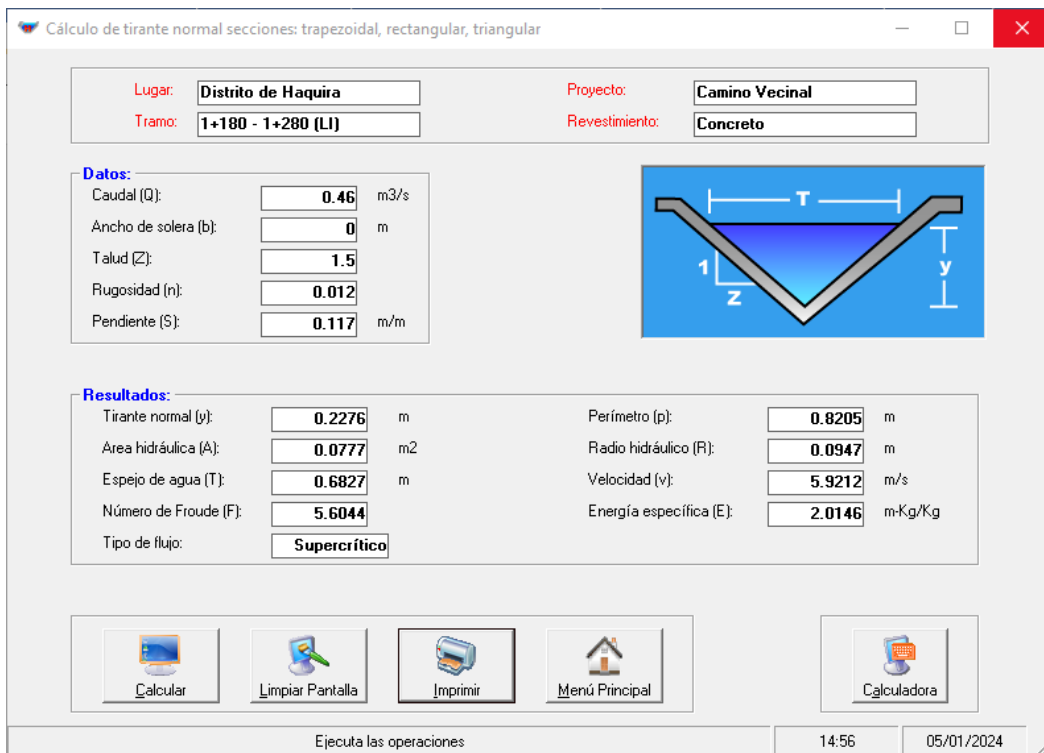 Cálculo de tirante normal secciones: trapezoidal, rectangular, triangular
Lugar: Distrito de Haquira Proyecto: Camino Vecinal
Tramo: 1+180 - 1+280 (LI) Revestimiento: Concreto
Datos:
Caudal (Q): 0.46 m3/s
Ancho de solera (b): 0 m
Talud (Z): 1.5
Rugosidad (n): 0.012
Pendiente (S): 0.117 m/m
T
y
1
Z
Resultados:
Tirante normal (y): 0.2276 m Perímetro (p): 0.8205 m
Area hidráulica (A): 0.0777 m2 Radio hidráulico (R): 0.0947 m
Espejo de agua (T): 0.6827 m Velocidad (v): 5.9212 m/s
Número de Froude (F): 5.6044 Energía específica (E): 2.0146 m-Kg/Kg
Tipo de flujo: Supercrítico
Calcular Limpiar Pantalla Imprimir Menú Principal Calculadora
Ejecuta las operaciones 14:56 05/01/2024